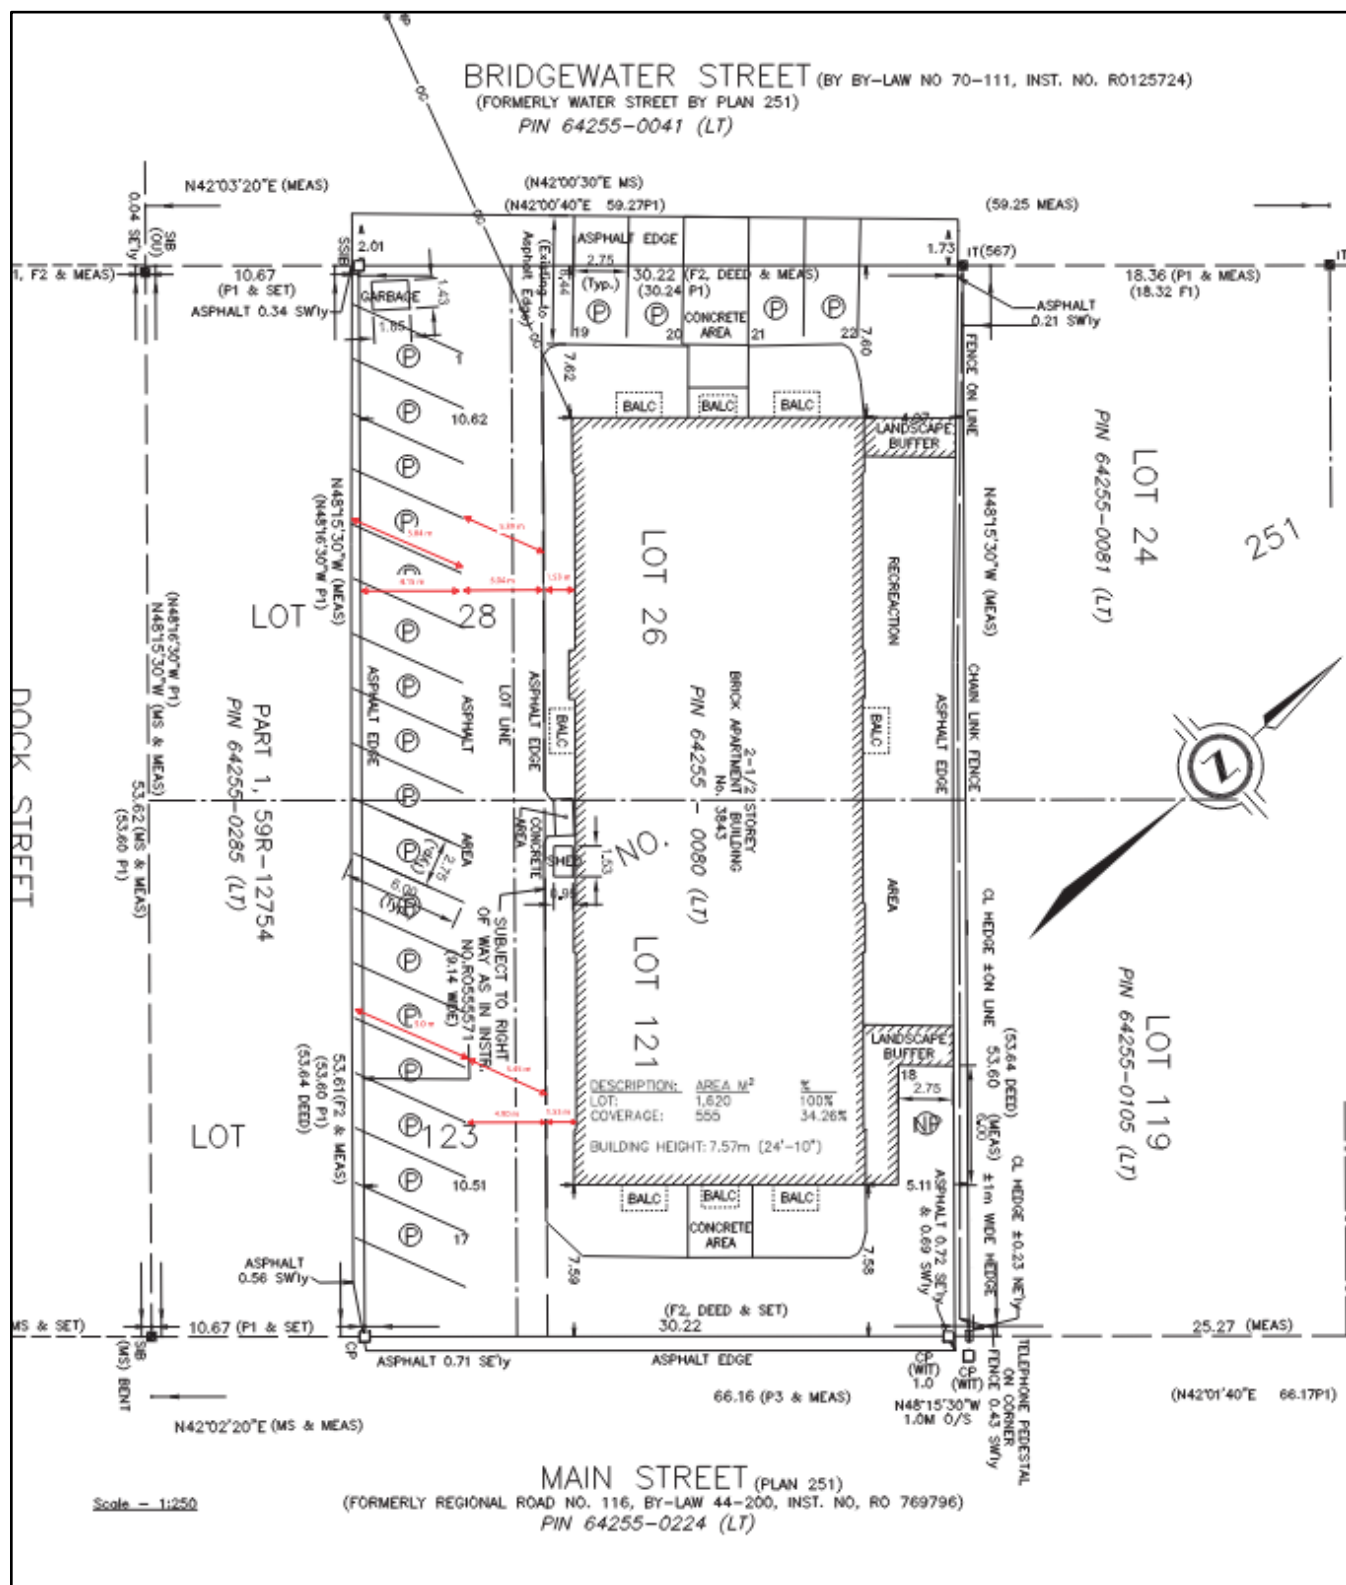 BRIDGEWATER STREET (BY BY-LAW NO 70-111, INST. NO. RO125724)
(FORMERLY WATER STREET BY PLAN 251)
PIN 64255-0041 (LT)
N42°03'20"E (MEAS)
(N42°00'30"E MS)
(N42°00'40"E 59.27P1)
(59.25 MEAS)
0.04 SE'ly
SIB
(OU)
SSIB
2.01
(Existing to
Asphalt Edge)
ASPHALT EDGE
1.73
IT(567)
1, F2 & MEAS)
10.67
(P1 & SET)
ASPHALT 0.34 SW'ly
2.75
(Typ.)
30.22 (F2, DEED & MEAS)
(30.24 P1)
18.36 (P1 & MEAS)
(18.32 F1)
ASPHALT
0.21 SW'ly
GARBAGE
1.43
1.85
6.44
P
P
P
P
19
20
21
22
CONCRETE
AREA
7.62
7.60
FENCE ON LINE
10.62
BALC
BALC
BALC
4.97
LANDSCAPE
BUFFER
PIN 64255-0081 (LT)
LOT 24
251
N48°15'30"W (MEAS)
(N48°16'30"W P1)
N48°15'30"W (MEAS)
LOT 26
RECREACTION
1.53 m
LOT 28
(N48°16'30"W P1)
N48°15'30"W (MS & MEAS)
ASPHALT EDGE
ASPHALT
LOT LINE
ASPHALT EDGE
BALC
BALC
ASPHALT EDGE
CHAIN LINK FENCE
PART 1, 59R-12754
PIN 64255-0285 (LT)
PIN 64255 - 0080 (LT)
2-1/2 STOREY
BRICK APARTMENT BUILDING
No. 3843
DOCK STREET
53.62 (MS & MEAS)
(53.60 P1)
AREA
2.75
(Typ.)
CONCRETE
AREA
SHED
1.53
NO.
AREA
SUBJECT TO RIGHT
OF WAY AS IN INSTR.
NO.RO555571
(9.14 WIDE)
LOT 121
CL HEDGE ±ON LINE
53.60 (MEAS)
(53.64 DEED)
PIN 64255-0105 (LT)
LOT 119
LANDSCAPE
BUFFER
18
2.75
6.00
53.61(F2 & MEAS)
(53.60 P1)
(53.64 DEED)
DESCRIPTION: AREA M² %
LOT: 1,620 100%
COVERAGE: 555 34.26%
BUILDING HEIGHT: 7.57m (24'-10")
LOT 123
10.51
17
BALC
BALC
BALC
CONCRETE
AREA
5.11
ASPHALT 0.72 SE'ly
& 0.69 SW'ly
±1m WIDE HEDGE
CL HEDGE ±0.23 NE'ly
ASPHALT
0.56 SW'ly
7.59
7.58
(F2, DEED & SET)
30.22
MS & SET)
10.67 (P1 & SET)
SIB
(MS) BENT
CP
ASPHALT 0.71 SE'ly
ASPHALT EDGE
CP
(WIT)
1.0
CP
(WIT)
FENCE 0.43 SW'ly
TELEPHONE PEDESTAL
ON CORNER
25.27 (MEAS)
66.16 (P3 & MEAS)
N48°15'30"W
1.0M O/S
(N42°01'40"E 66.17P1)
N42°02'20"E (MS & MEAS)
MAIN STREET (PLAN 251)
(FORMERLY REGIONAL ROAD NO. 116, BY-LAW 44-200, INST. NO, RO 769796)
PIN 64255-0224 (LT)
Scale - 1:250